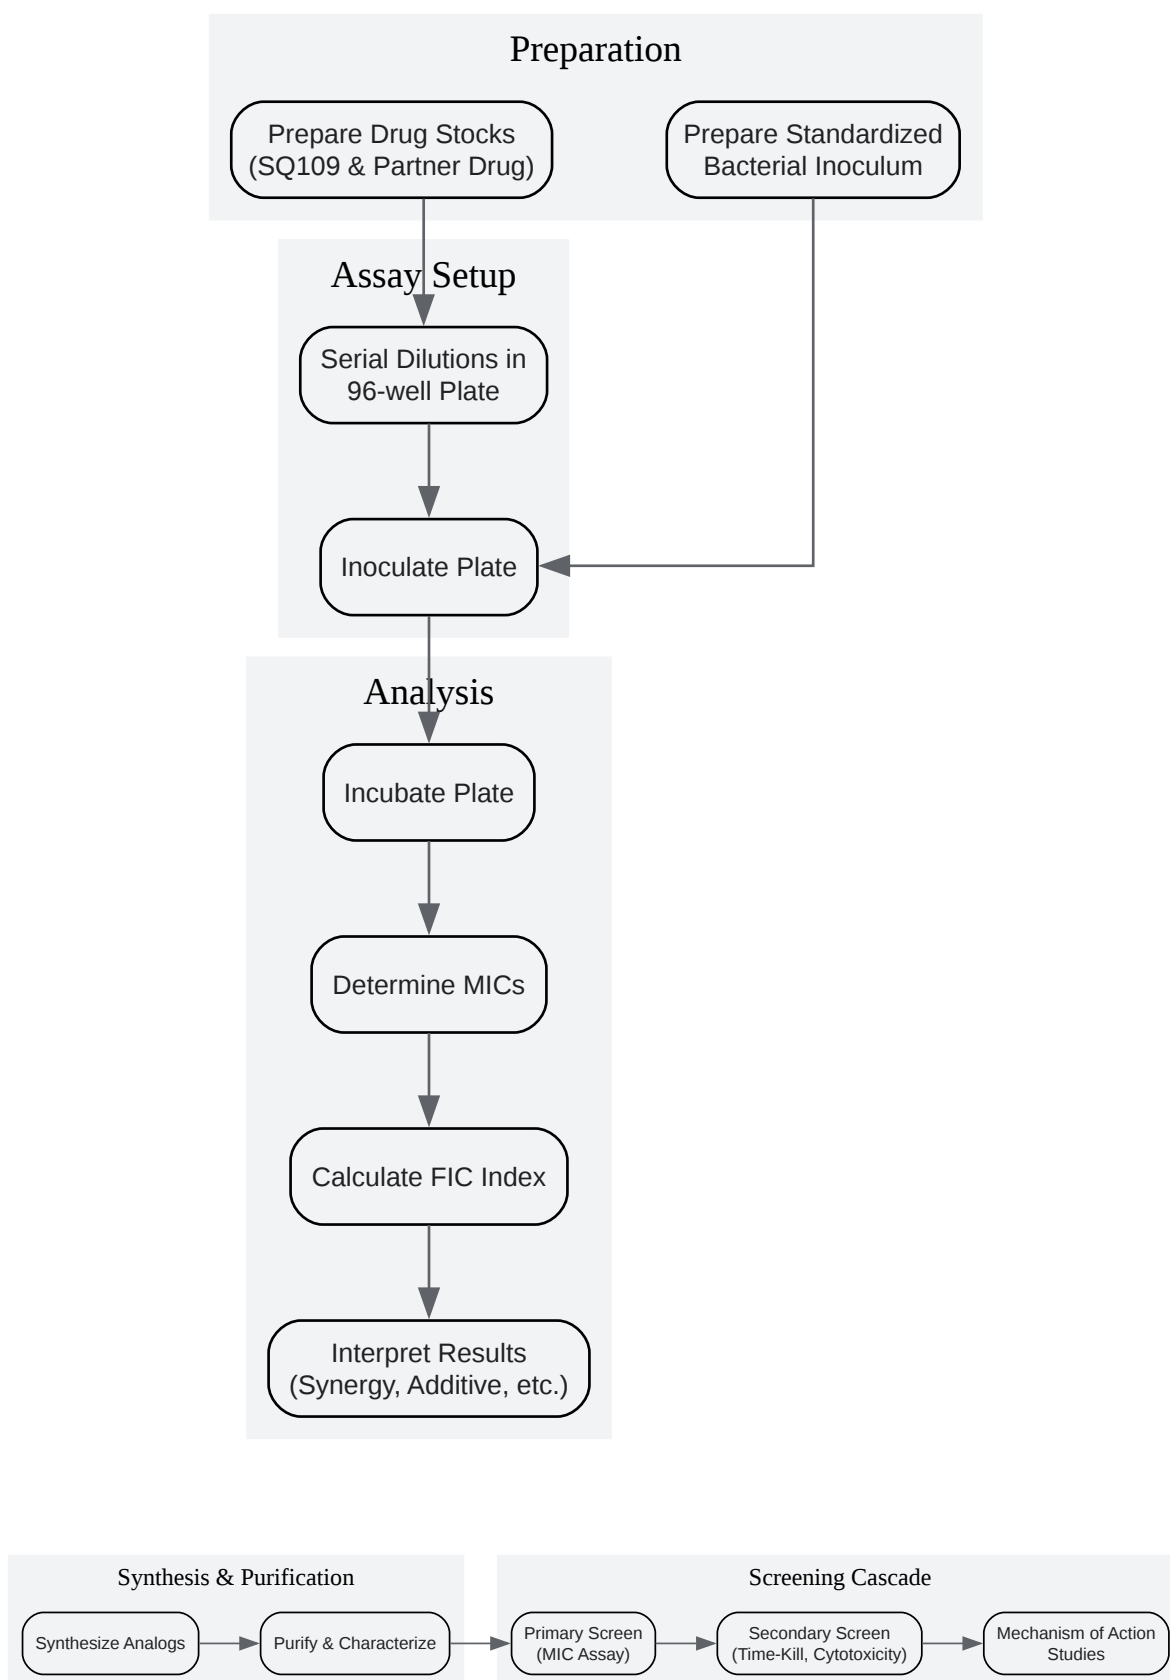 Preparation
Prepare Drug Stocks
(SQ109 & Partner Drug)
Prepare Standardized
Bacterial Inoculum
Assay Setup
Serial Dilutions in
96-well Plate
Inoculate Plate
Analysis
Incubate Plate
Determine MICs
Calculate FIC Index
Interpret Results
(Synergy, Additive, etc.)
Synthesis & Purification
Synthesize Analogs
Purify & Characterize
Screening Cascade
Primary Screen
(MIC Assay)
Secondary Screen
(Time-Kill, Cytotoxicity)
Mechanism of Action
Studies